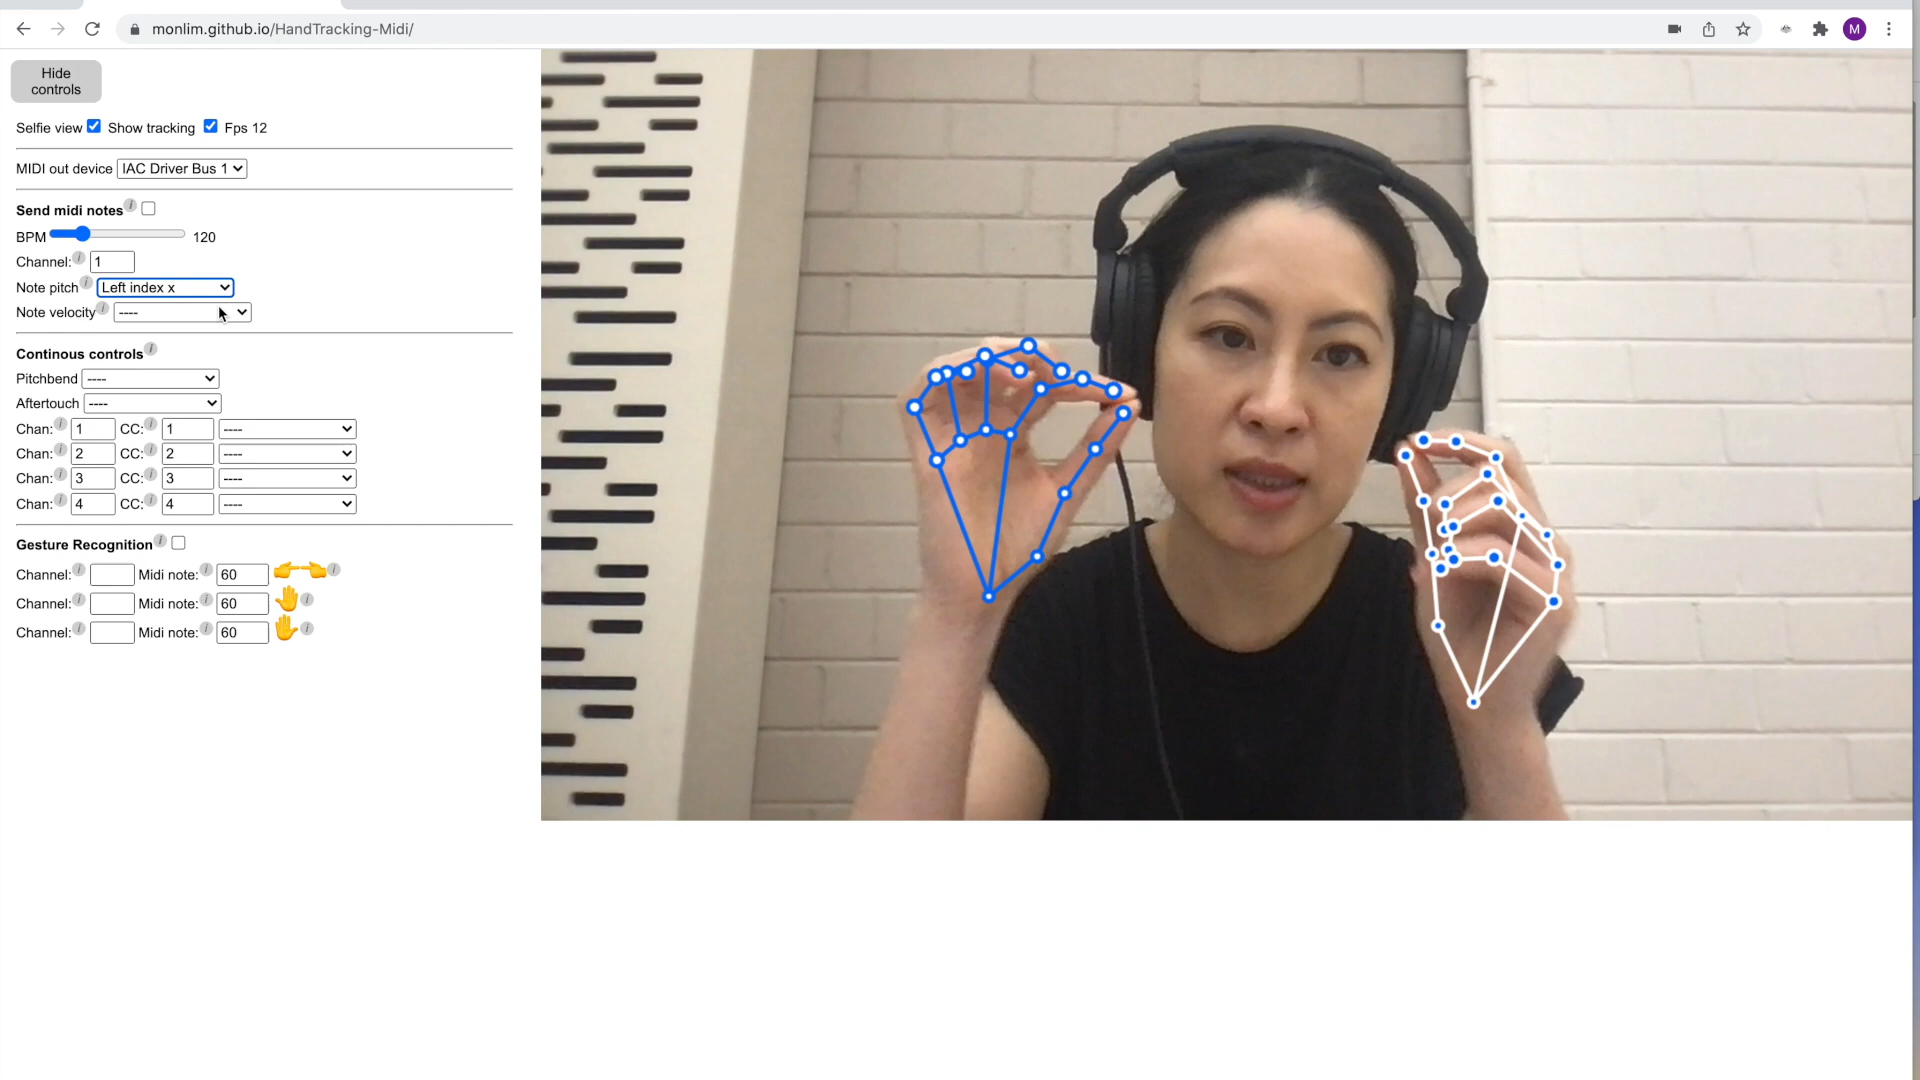 monlim.github.io/HandTracking-Midi/
M
Hide
controls
Selfie view Show tracking Fps 12
MIDI out device IAC Driver Bus 1
Send midi notes i
BPM 120
Channel: i 1
Note pitch i Left index x
Note velocity i ----
Continous controls i
Pitchbend ----
Aftertouch ----
Chan: i 1 CC: i 1 ----
Chan: i 2 CC: i 2 ----
Chan: i 3 CC: i 3 ----
Chan: i 4 CC: i 4 ----
Gesture Recognition i
Channel: i Midi note: i 60 i
Channel: i Midi note: i 60 i
Channel: i Midi note: i 60 i